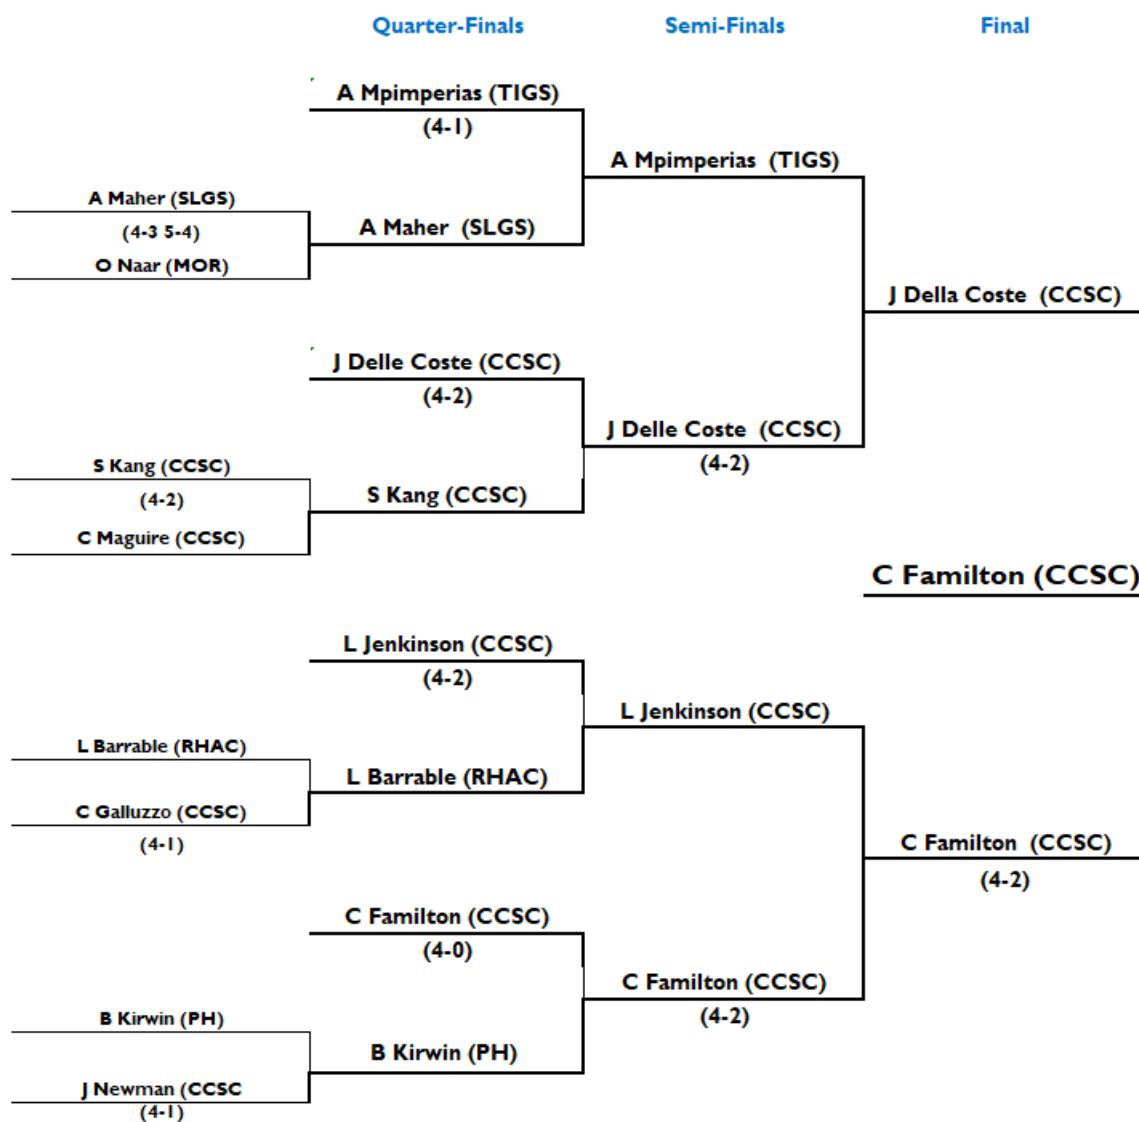 Quarter-Finals Semi-Finals Final
A Mpimperias (TIGS)
(4-1)
A Mpimperias (TIGS)
A Maher (SLGS)
(4-3 5-4)
A Maher (SLGS)
O Naar (MOR)
J Della Coste (CCSC)
J Delle Coste (CCSC)
(4-2)
J Delle Coste (CCSC)
(4-2)
S Kang (CCSC)
(4-2)
S Kang (CCSC)
C Maguire (CCSC)
C Familton (CCSC)
L Jenkinson (CCSC)
(4-2)
L Jenkinson (CCSC)
L Barrable (RHAC)
L Barrable (RHAC)
C Galluzzo (CCSC)
(4-1)
C Familton (CCSC)
(4-2)
C Familton (CCSC)
(4-0)
C Familton (CCSC)
(4-2)
B Kirwin (PH)
B Kirwin (PH)
J Newman (CCSC
(4-1)